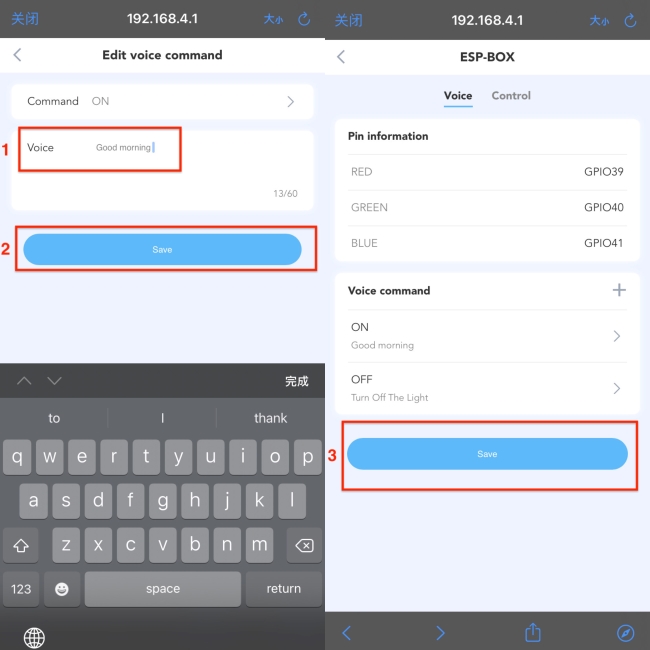 关闭
192.168.4.1
大小
Edit voice command
Command ON
1
Voice Good morning
13/60
2
Save
完成
to I thank
q w e r t y u i o p
a s d f g h j k l
z x c v b n m
123 space return
关闭
192.168.4.1
大小
ESP-BOX
Voice Control
Pin information
RED GPIO39
GREEN GPIO40
BLUE GPIO41
Voice command
ON
Good morning
OFF
Turn Off The Light
3
Save